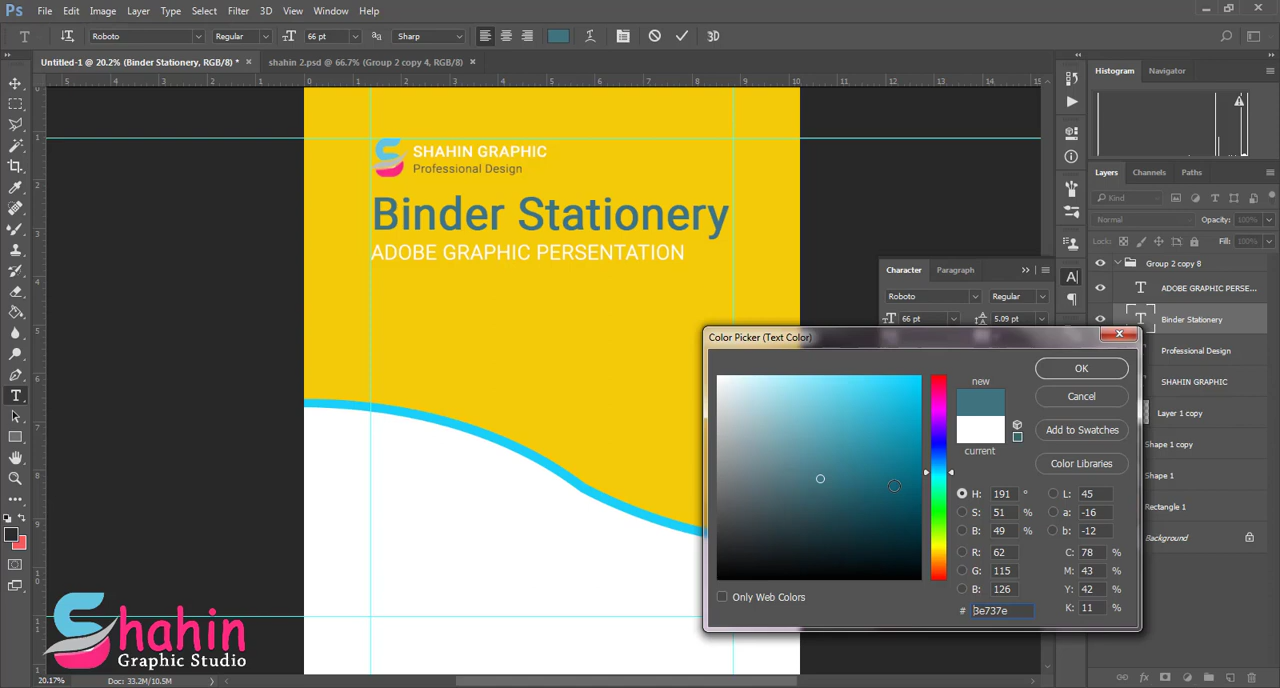 Ps File Edit Image Layer Type Select Filter 3D View Window Help
T Roboto Regular 66 pt Sharp 3D
Untitled-1 @ 20.2% (Binder Stationery, RGB/8) * × shahin 2.psd @ 66.7% (Group 2 copy 4, RGB/8) ×
Histogram Navigator
SHAHIN GRAPHIC
Professional Design
Binder Stationery
ADOBE GRAPHIC PERSENTATION
Layers Channels Paths
Kind
Normal Opacity: 100%
Locks: Fill: 100%
Group 2 copy 8
ADOBE GRAPHIC PERSE...
Binder Stationery
Professional Design
SHAHIN GRAPHIC
Layer 1 copy
Shape 1 copy
Shape 1
Rectangle 1
Background
Character Paragraph
Roboto Regular
66 pt 5.09 pt
Color Picker (Text Color)
new
current
OK
Cancel
Add to Swatches
Color Libraries
H: 191 ° L: 45
S: 51 % a: -16
B: 49 % b: -12
R: 62 C: 78 %
G: 115 M: 43 %
B: 126 Y: 42 %
# 3e737e K: 11 %
Only Web Colors
Shahin
Graphic Studio
20.17% Doc: 33.2M/10.5M